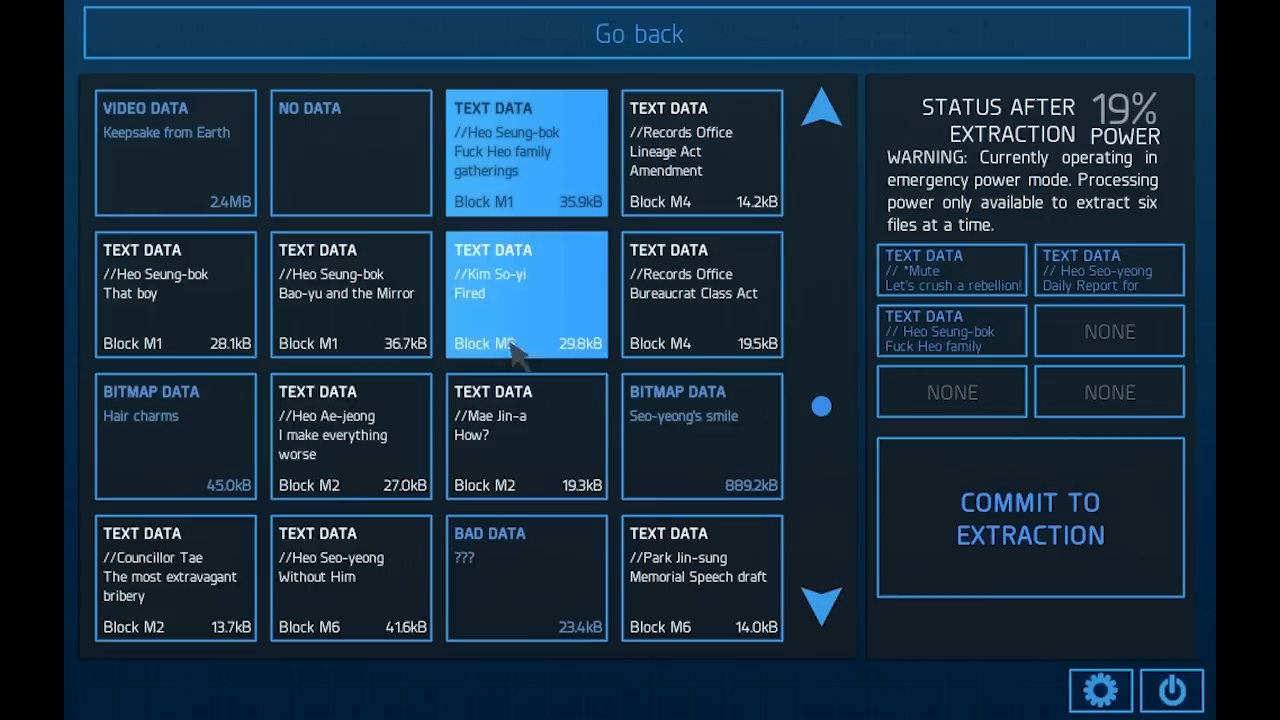 Go back
VIDEO DATA
Keepsake from Earth
2.4MB
NO DATA
TEXT DATA
//Heo Seung-bok
Fuck Heo family
gatherings
Block M1 35.9kB
TEXT DATA
//Records Office
Lineage Act
Amendment
Block M4 14.2kB
TEXT DATA
//Heo Seung-bok
That boy
Block M1 28.1kB
TEXT DATA
//Heo Seung-bok
Bao-yu and the Mirror
Block M1 36.7kB
TEXT DATA
//Kim So-yi
Fired
Block M5 29.8kB
TEXT DATA
//Records Office
Bureaucrat Class Act
Block M4 19.5kB
BITMAP DATA
Hair charms
45.0kB
TEXT DATA
//Heo Ae-jeong
I make everything
worse
Block M2 27.0kB
TEXT DATA
//Mae Jin-a
How?
Block M2 19.3kB
BITMAP DATA
Seo-yeong's smile
889.2kB
TEXT DATA
//Councillor Tae
The most extravagant
bribery
Block M2 13.7kB
TEXT DATA
//Heo Seo-yeong
Without Him
Block M6 41.6kB
BAD DATA
???
23.4kB
TEXT DATA
//Park Jin-sung
Memorial Speech draft
Block M6 14.0kB
STATUS AFTER
EXTRACTION
19%
POWER
WARNING: Currently operating in
emergency power mode. Processing
power only available to extract six
files at a time.
TEXT DATA
// *Mute
Let's crush a rebellion!
TEXT DATA
// Heo Seo-yeong
Daily Report for
TEXT DATA
// Heo Seung-bok
Fuck Heo family
NONE
NONE
NONE
COMMIT TO
EXTRACTION